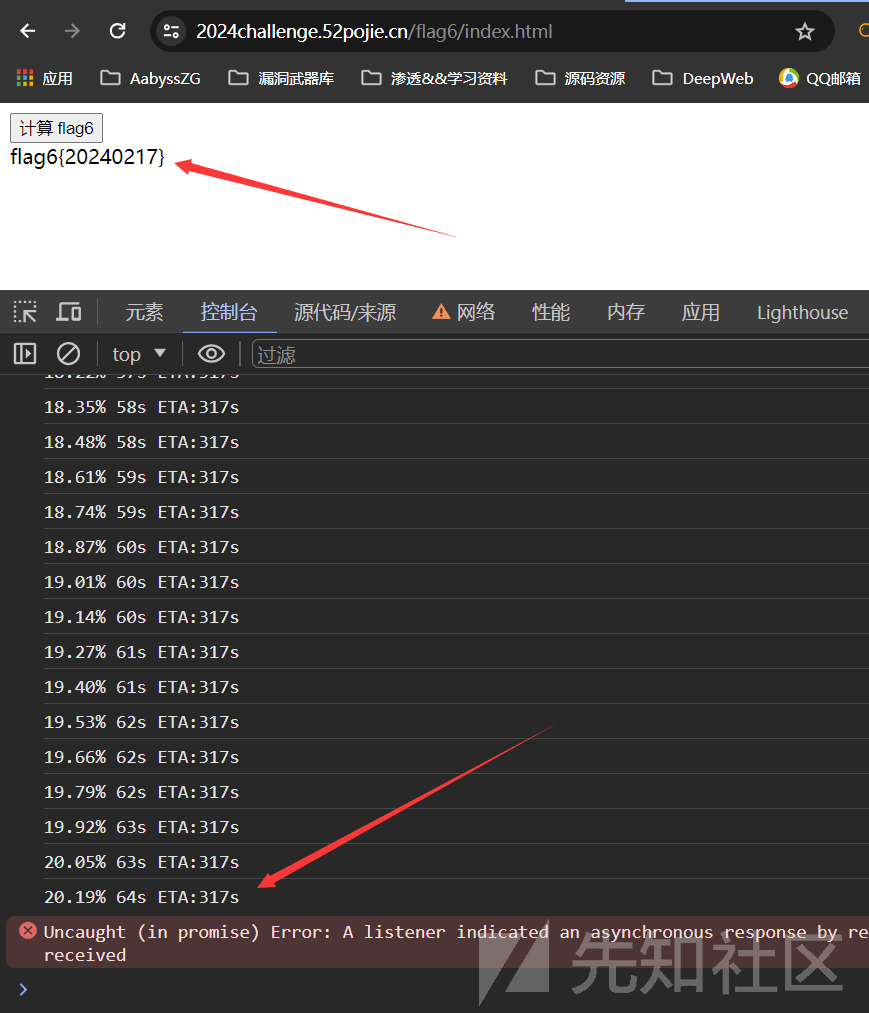 2024challenge.52pojie.cn/flag6/index.html
应用 AabyssZG 漏洞武器库 渗透&&学习资料 源码资源 DeepWeb QQ邮箱
计算 flag6
flag6{20240217}
元素 控制台 源代码/来源 网络 性能 内存 应用 Lighthouse
top 过滤
18.22% 57s ETA:317s
18.35% 58s ETA:317s
18.48% 58s ETA:317s
18.61% 59s ETA:317s
18.74% 59s ETA:317s
18.87% 60s ETA:317s
19.01% 60s ETA:317s
19.14% 60s ETA:317s
19.27% 61s ETA:317s
19.40% 61s ETA:317s
19.53% 62s ETA:317s
19.66% 62s ETA:317s
19.79% 62s ETA:317s
19.92% 63s ETA:317s
20.05% 63s ETA:317s
20.19% 64s ETA:317s
Uncaught (in promise) Error: A listener indicated an asynchronous response by re
received
先知社区